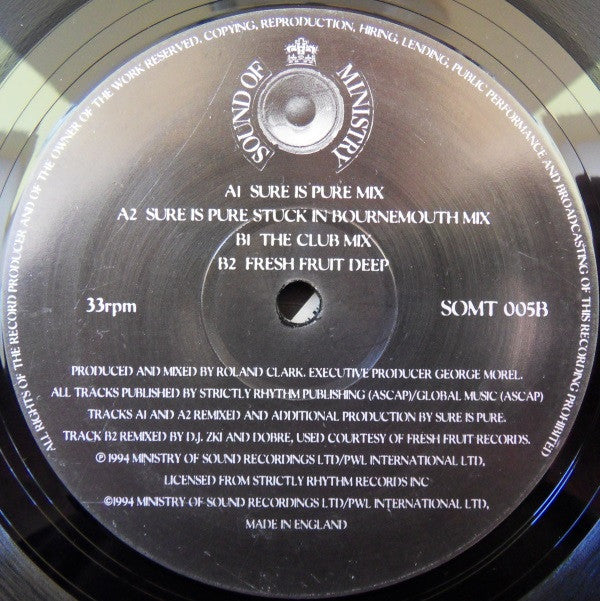 ALL RIGHTS OF THE RECORD PRODUCER AND OF THE OWNER OF THE WORK RESERVED. COPYING, REPRODUCTION, HIRING, LENDING, PUBLIC PERFORMANCE AND BROADCASTING OF THIS RECORDING PROHIBITED
SOUND OF MINISTRY
A1 SURE IS PURE MIX
A2 SURE IS PURE STUCK IN BOURNEMOUTH MIX
B1 THE CLUB MIX
B2 FRESH FRUIT DEEP
33rpm SOMT 005B
PRODUCED AND MIXED BY ROLAND CLARK. EXECUTIVE PRODUCER GEORGE MOREL.
ALL TRACKS PUBLISHED BY STRICTLY RHYTHM PUBLISHING (ASCAP)/GLOBAL MUSIC (ASCAP)
TRACKS A1 AND A2 REMIXED AND ADDITIONAL PRODUCTION BY SURE IS PURE.
TRACK B2 REMIXED BY D.J. ZKI AND DOBRE, USED COURTESY OF FRESH FRUIT RECORDS.
℗ 1994 MINISTRY OF SOUND RECORDINGS LTD/PWL INTERNATIONAL LTD,
LICENSED FROM STRICTLY RHYTHM RECORDS INC
©1994 MINISTRY OF SOUND RECORDINGS LTD/PWL INTERNATIONAL LTD,
MADE IN ENGLAND